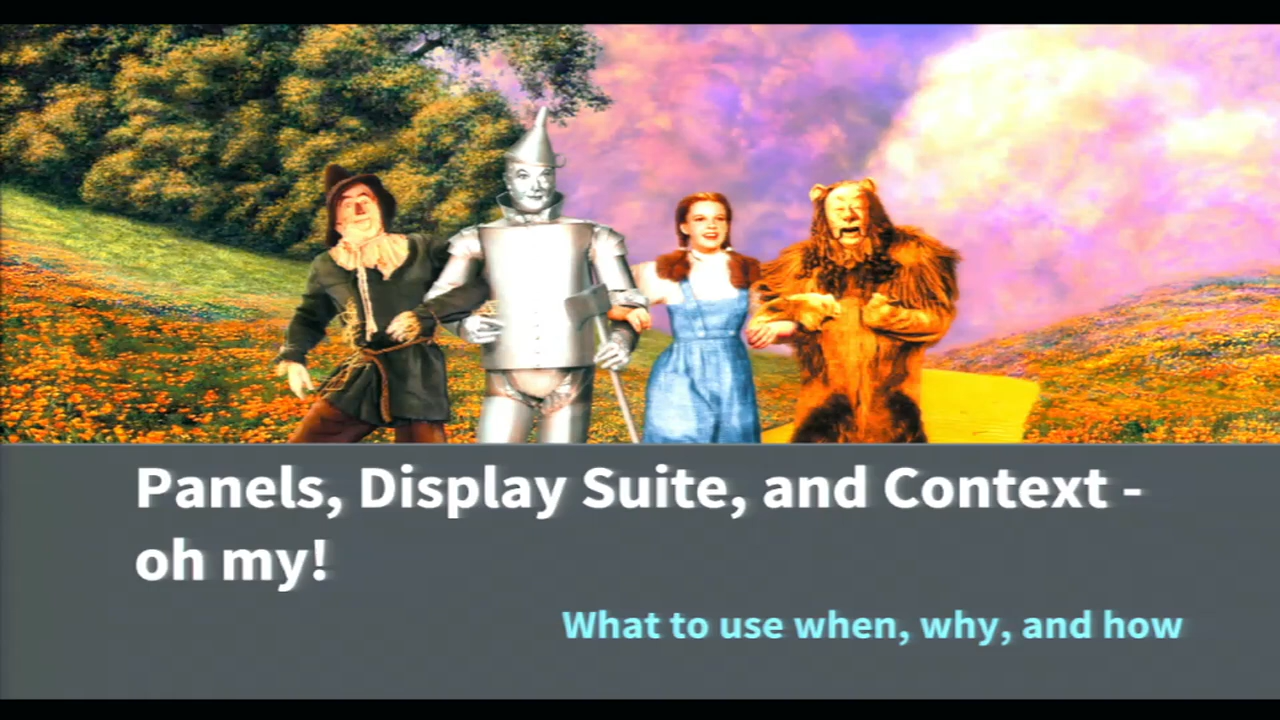 Panels, Display Suite, and Context -
oh my!
What to use when, why, and how